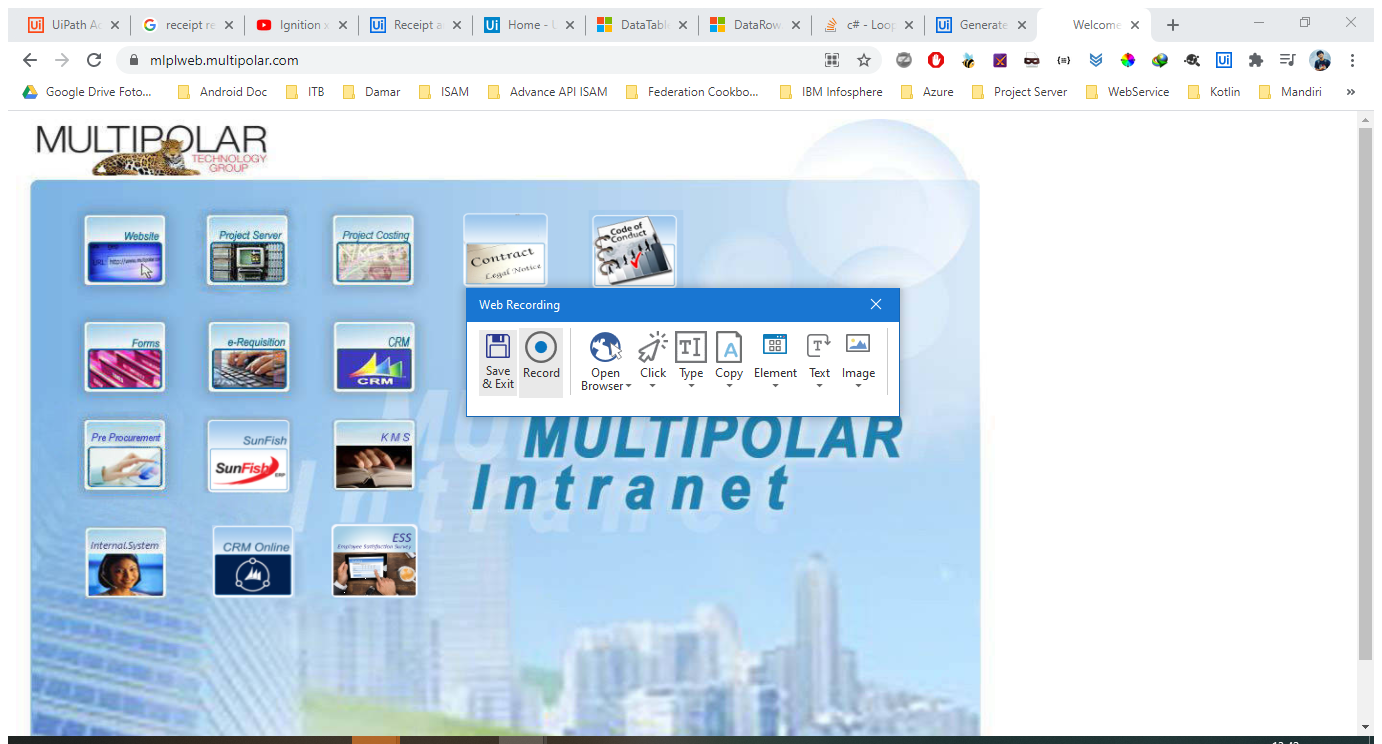 UiPath Ac
receipt re
Ignition x
Receipt a
Home - U
DataTabl
DataRow
c# - Loop
Generate
Welcome
mlplweb.multipolar.com
Google Drive Foto...
Android Doc
ITB
Damar
ISAM
Advance API ISAM
Federation Cookbo...
IBM Infosphere
Azure
Project Server
WebService
Kotlin
Mandiri
»
MULTIPOLAR
TECHNOLOGY
GROUP
Website
Project Server
Project Costing
Contract
Legal Notice
Code of
Conduct
Web Recording
Save
& Exit
Record
Open
Browser
Click
Type
Copy
Element
Text
Image
Forms
e-Requisition
CRM
CRM
Pre Procurement
SunFish
SunFish
ERP
K M S
MULTIPOLAR
Intranet
Internal.System
CRM Online
ESS
Employee Satisfaction Survey